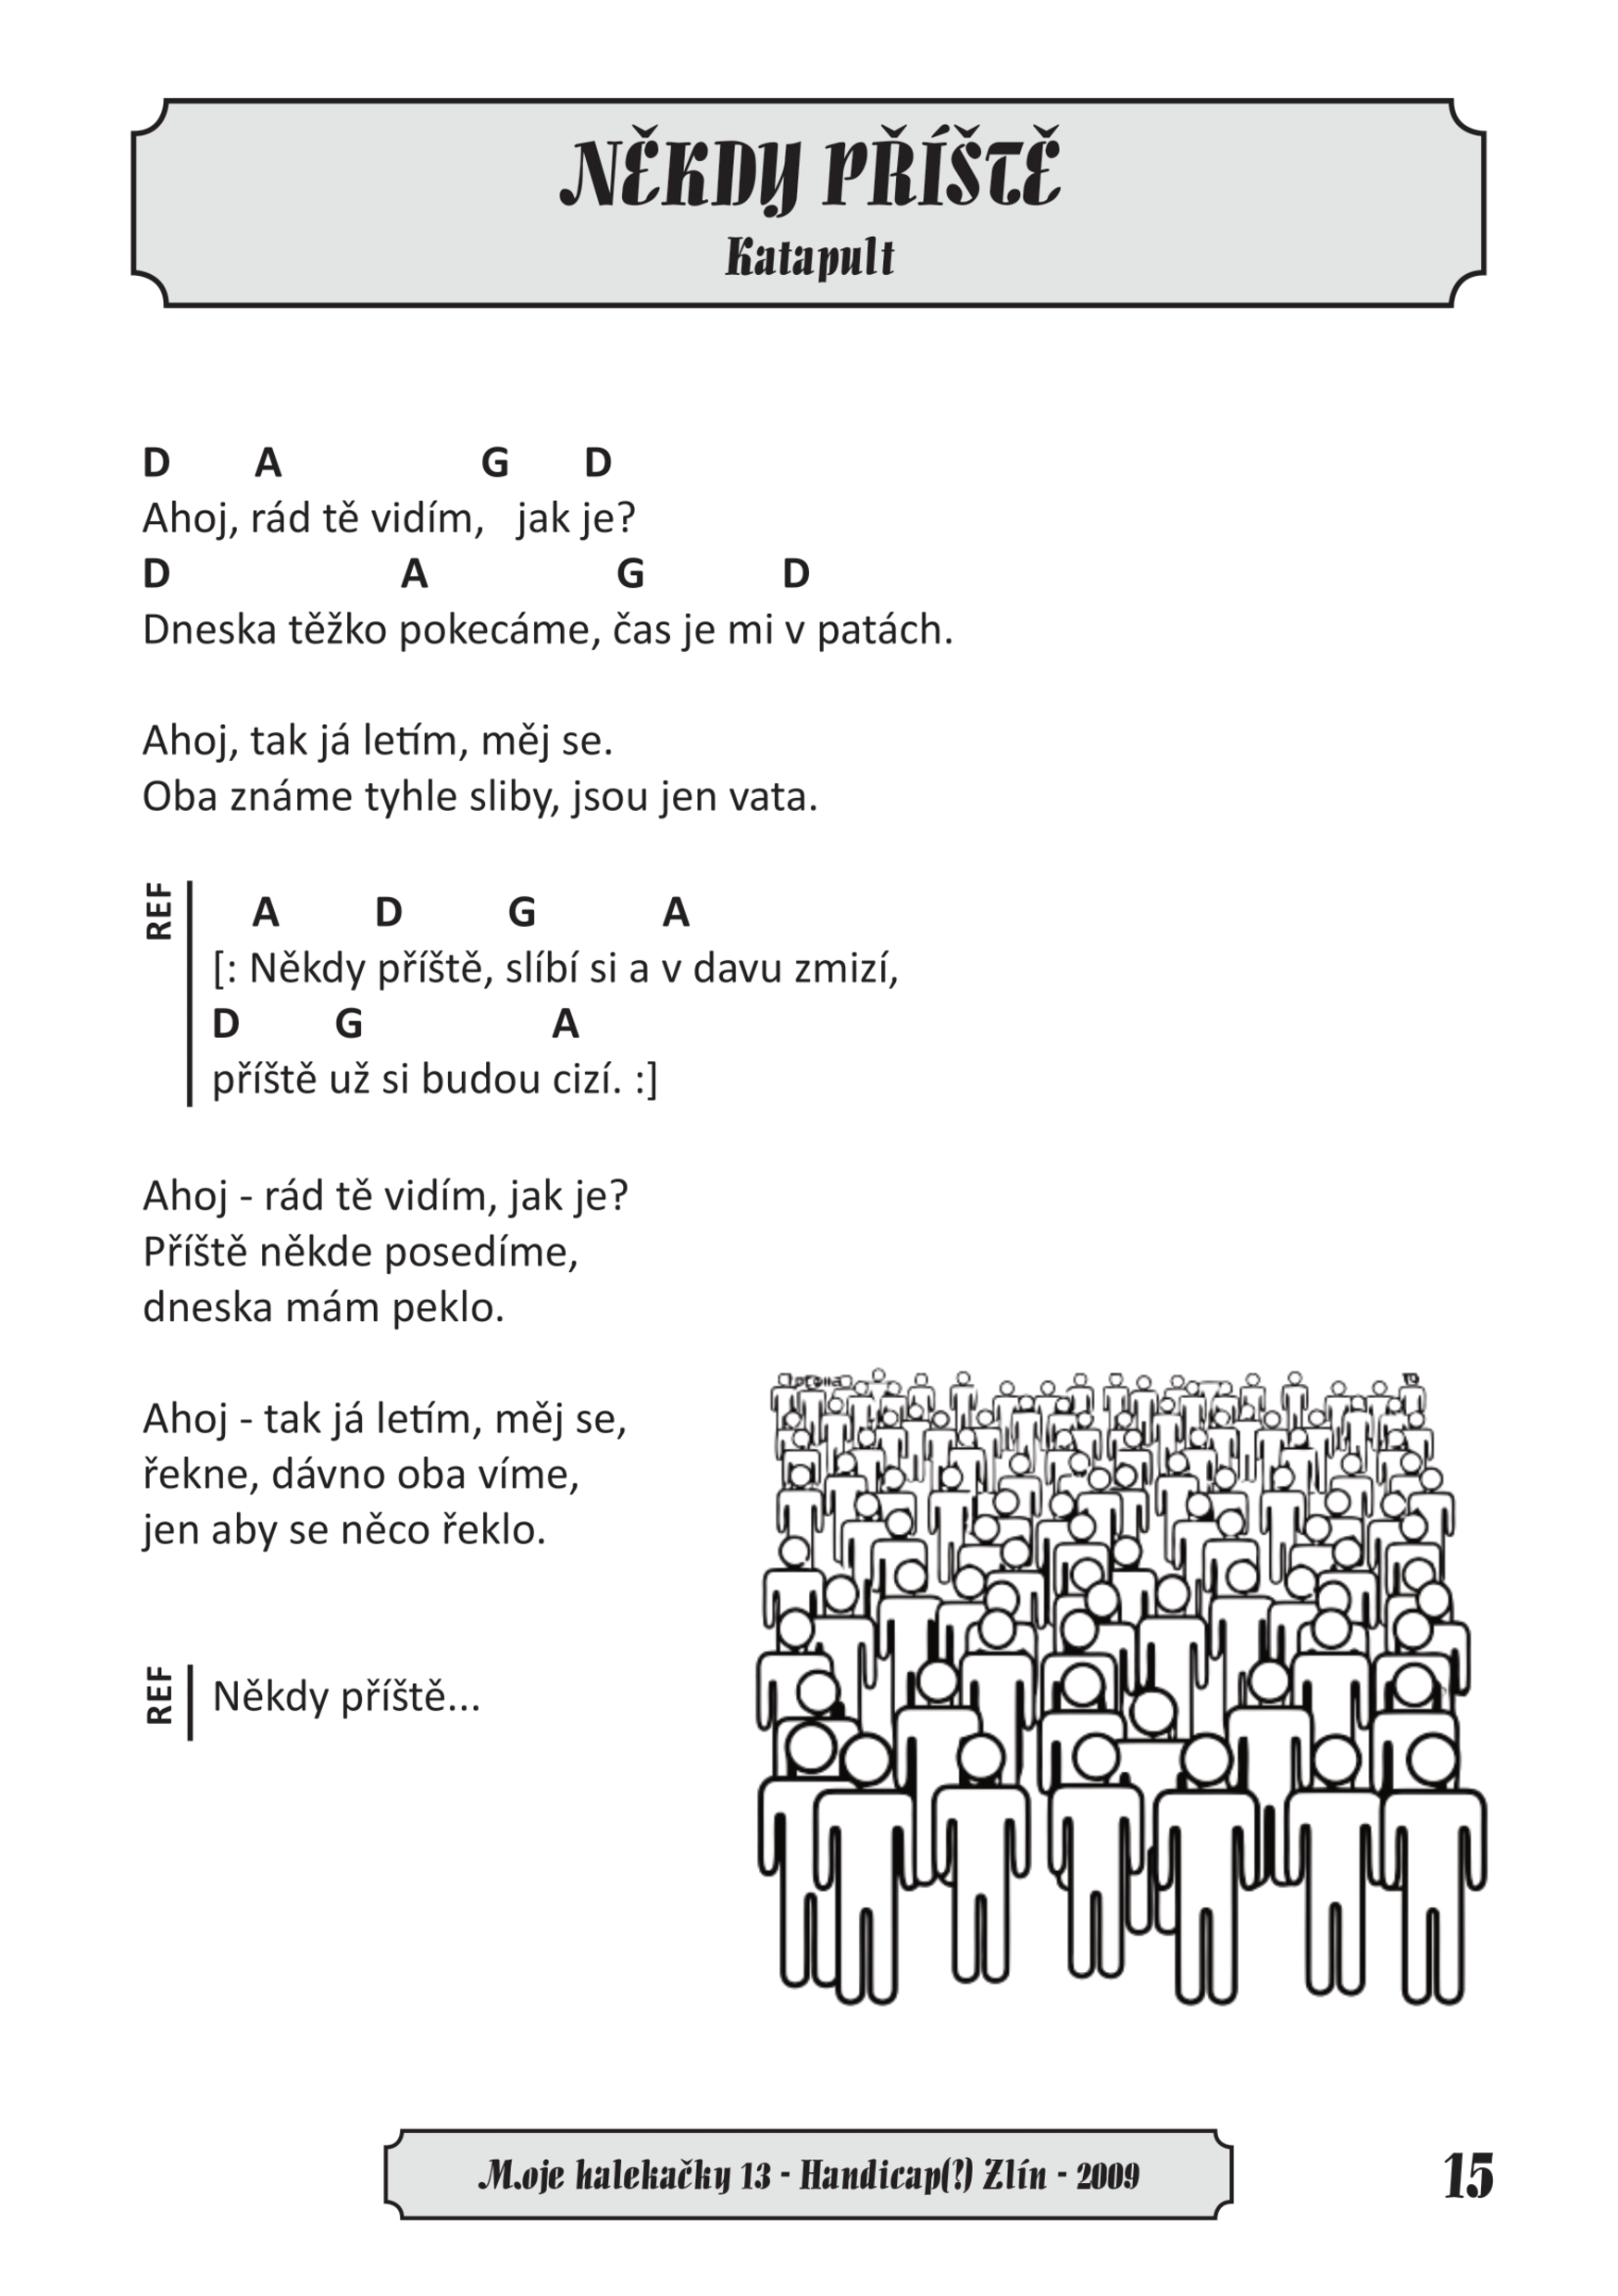 NĚKDY PŘÍŠTĚ
Katapult
D A G D
Ahoj, rád tě vidím, jak je?
D A G D
Dneska těžko pokecáme, čas je mi v patách.
Ahoj, tak já letím, měj se.
Oba známe tyhle sliby, jsou jen vata.
REF
A D G A
[: Někdy příště, slíbí si a v davu zmizí,
D G A
příště už si budou cizí. :]
Ahoj - rád tě vidím, jak je?
Příště někde posedíme,
dneska mám peklo.
Ahoj - tak já letím, měj se,
řekne, dávno oba víme,
jen aby se něco řeklo.
REF
Někdy příště...
Moje halekačky 13 - Handicap(?) Zlín - 2009
15